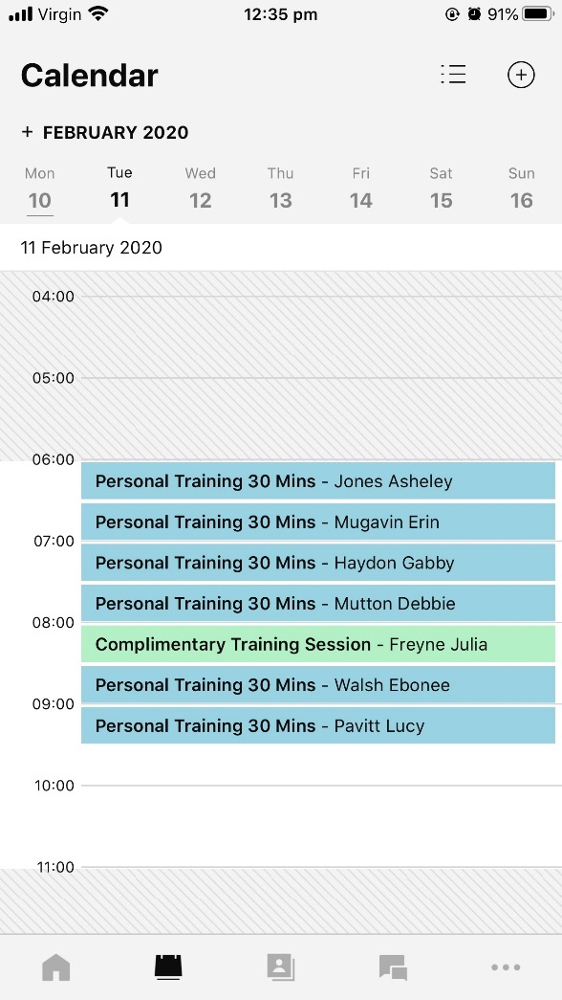 Virgin 12:35 pm 91%
Calendar
+ FEBRUARY 2020
Mon Tue Wed Thu Fri Sat Sun
10 11 12 13 14 15 16
11 February 2020
04:00
05:00
06:00
Personal Training 30 Mins - Jones Asheley
Personal Training 30 Mins - Mugavin Erin
07:00
Personal Training 30 Mins - Haydon Gabby
Personal Training 30 Mins - Mutton Debbie
08:00
Complimentary Training Session - Freyne Julia
Personal Training 30 Mins - Walsh Ebonee
09:00
Personal Training 30 Mins - Pavitt Lucy
10:00
11:00